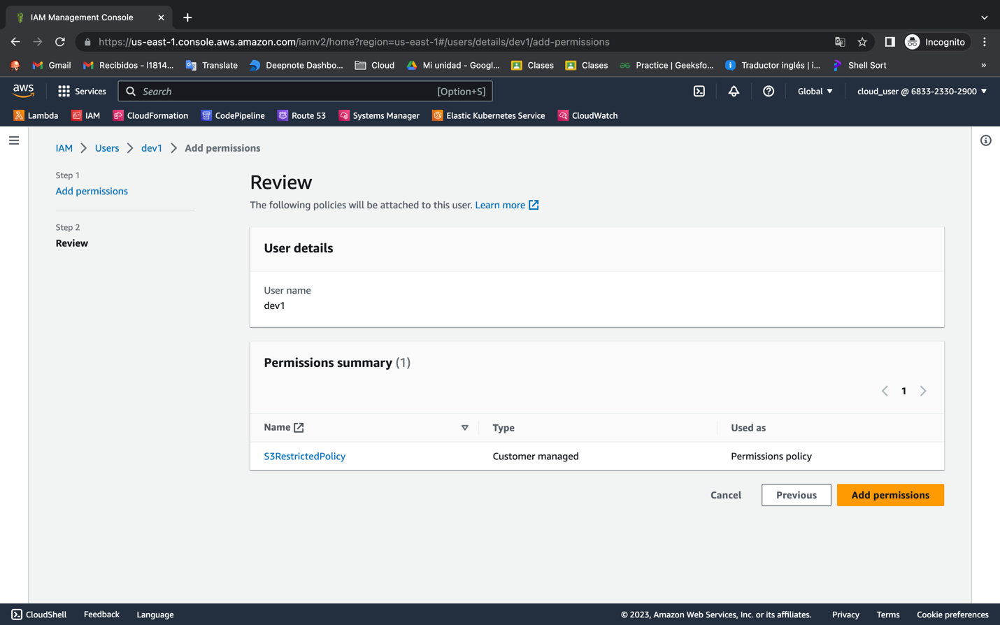 IAM Management Console
https://us-east-1.console.aws.amazon.com/iamv2/home?region=us-east-1#/users/details/dev1/add-permissions
Incognito
Gmail
Recibidos - l1814...
Translate
Deepnote Dashbo...
Cloud
Mi unidad - Googl...
Clases
Clases
Practice | Geeksfo...
Traductor inglés | i...
Shell Sort
»
aws
Services
Search
[Option+S]
Global
cloud_user @ 6833-2330-2900
Lambda
IAM
CloudFormation
CodePipeline
Route 53
Systems Manager
Elastic Kubernetes Service
CloudWatch
IAM
Users
dev1
Add permissions
Step 1
Add permissions
Step 2
Review
Review
The following policies will be attached to this user. Learn more
User details
User name
dev1
Permissions summary (1)
1
Name
Type
Used as
S3RestrictedPolicy
Customer managed
Permissions policy
Cancel
Previous
Add permissions
CloudShell
Feedback
Language
© 2023, Amazon Web Services, Inc. or its affiliates.
Privacy
Terms
Cookie preferences